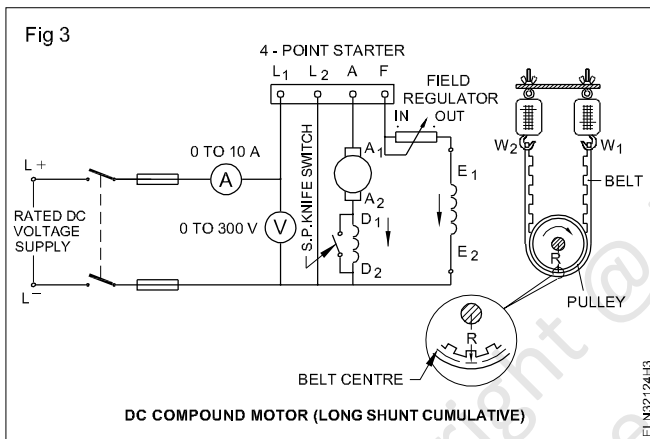 Fig 3
4 - POINT STARTER
L1 L2 A F
FIELD
REGULATOR
IN OUT
L+
0 TO 10 A
A
A1
A2
W2 W1
BELT
RATED DC
VOLTAGE
SUPPLY
0 TO 300 V
V
S.P.KNIFE SWITCH
D1
D2
E1
E2
L-
R
PULLEY
R
BELT CENTRE
DC COMPOUND MOTOR (LONG SHUNT CUMULATIVE)
ELN32124H3
right @